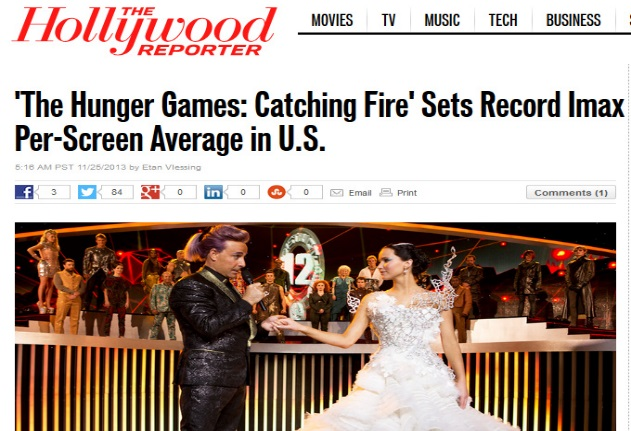 THE
Hollywood
REPORTER
MOVIES TV MUSIC TECH BUSINESS
'The Hunger Games: Catching Fire' Sets Record Imax
Per-Screen Average in U.S.
5:16 AM PST 11/25/2013 by Etan Vlessing
3 84 0 0 0 Email Print Comments (1)
12